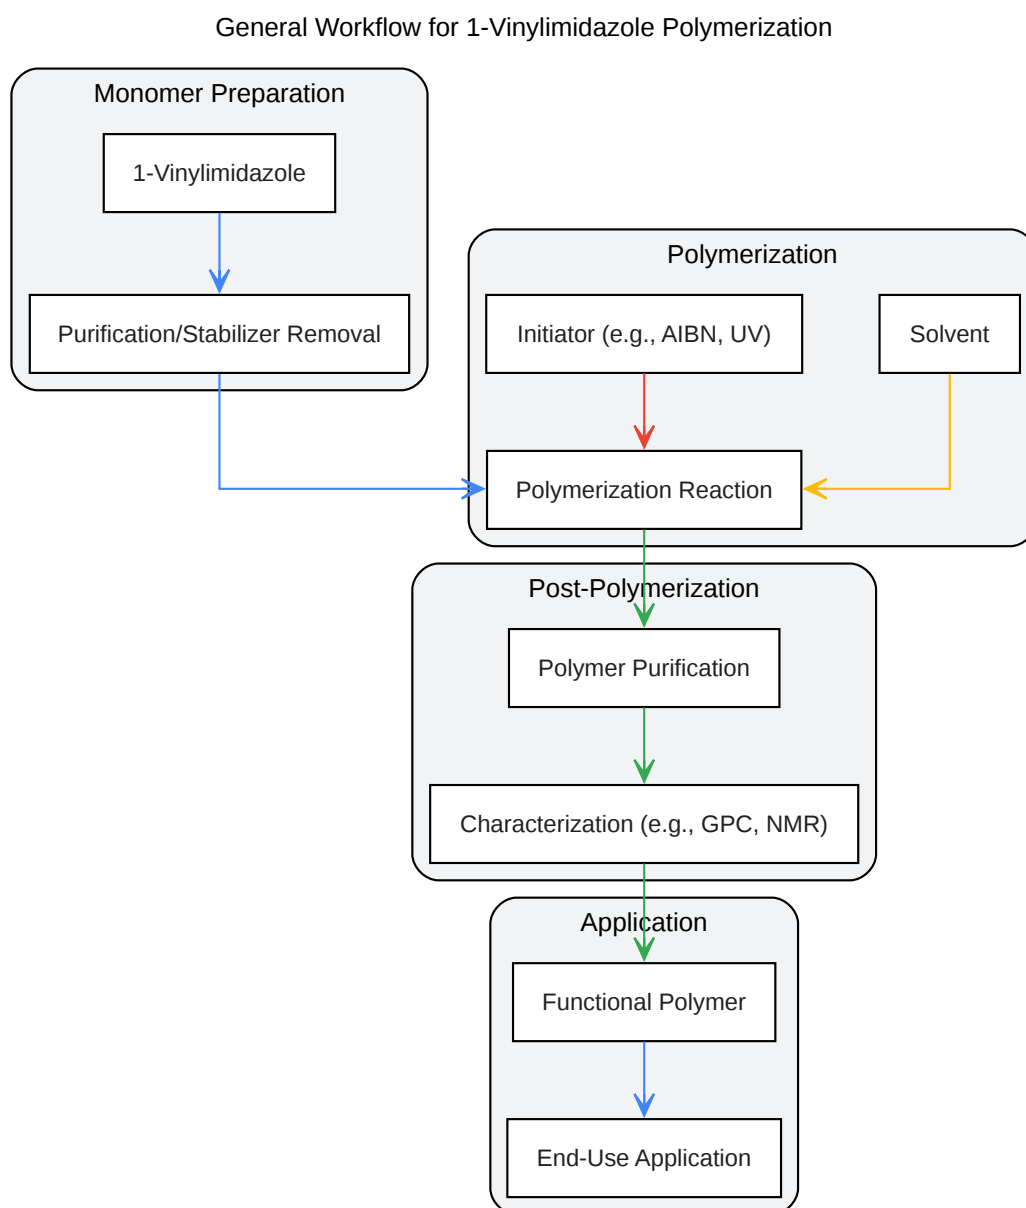 General Workflow for 1-Vinylimidazole Polymerization
Monomer Preparation
1-Vinylimidazole
Purification/Stabilizer Removal
Polymerization
Initiator (e.g., AIBN, UV)
Solvent
Polymerization Reaction
Post-Polymerization
Polymer Purification
Characterization (e.g., GPC, NMR)
Application
Functional Polymer
End-Use Application